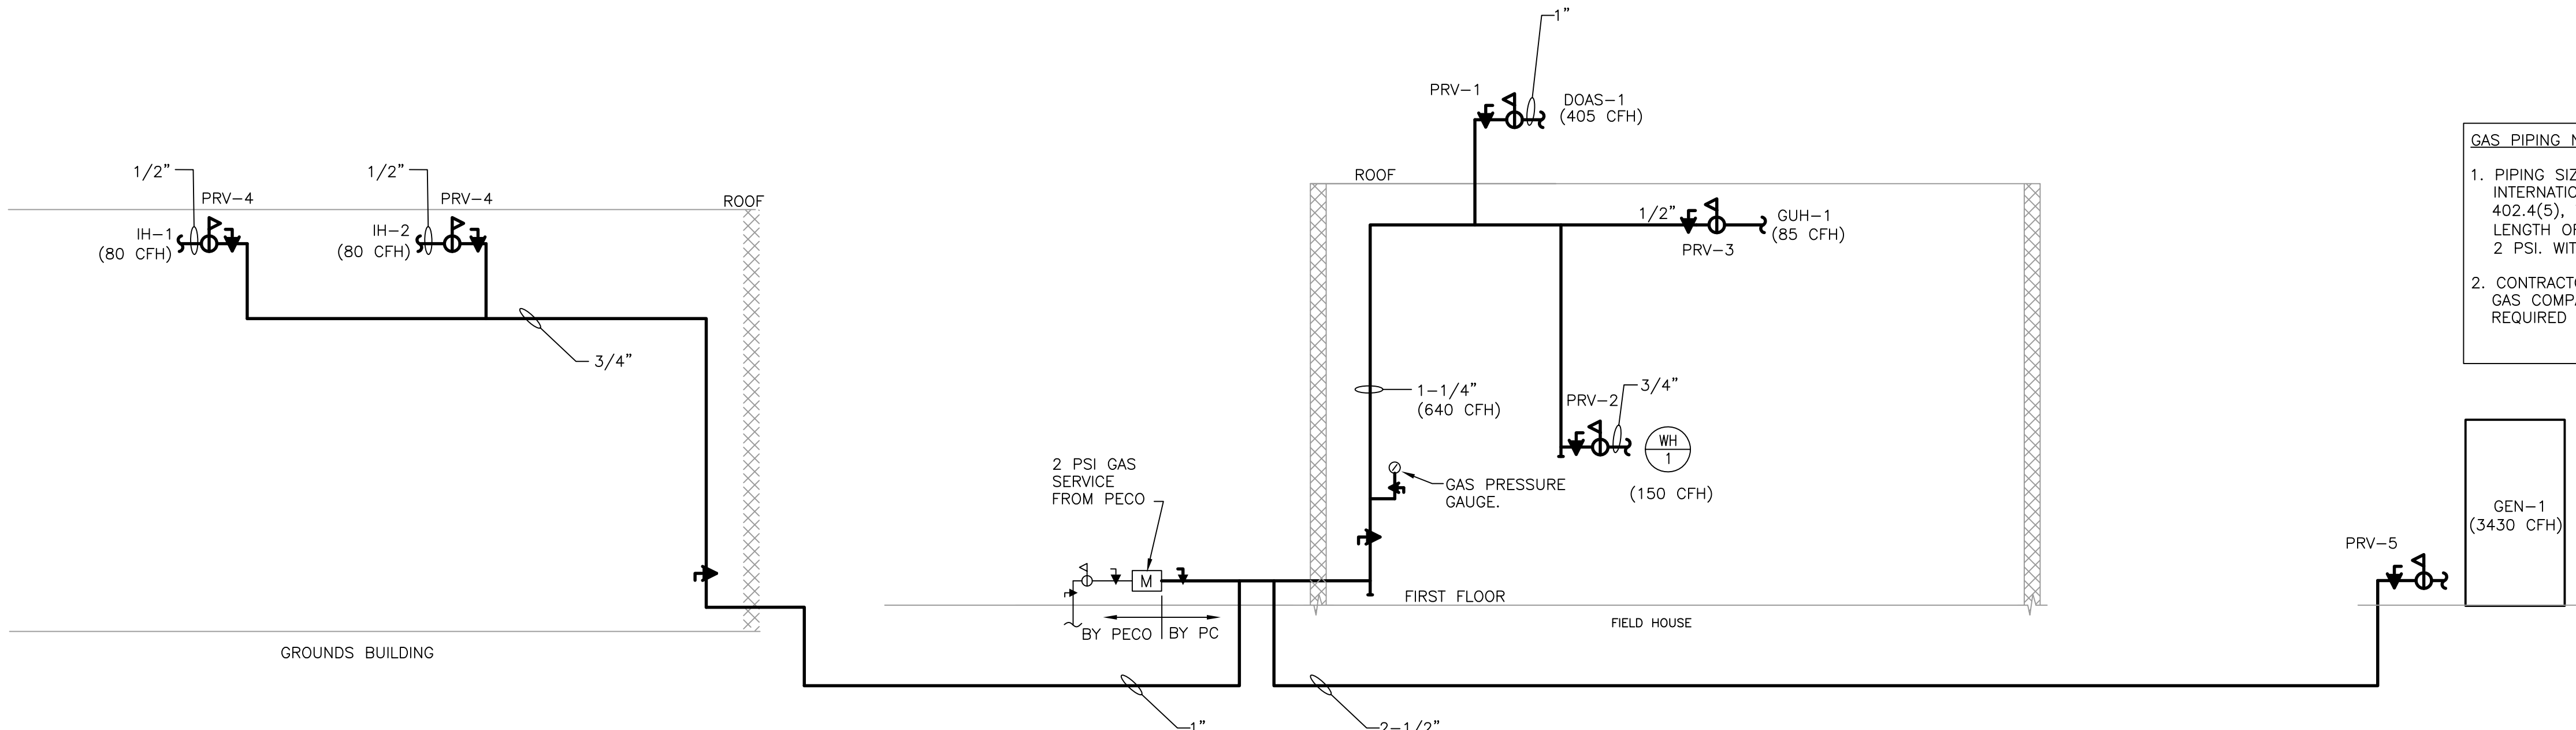 1"
PRV-1
DOAS-1
(405 CFH)
ROOF
1/2"
GUH-1
(85 CFH)
PRV-3
1/2"
PRV-4
IH-1
(80 CFH)
1/2"
PRV-4
IH-2
(80 CFH)
ROOF
3/4"
GROUNDS BUILDING
1-1/4"
(640 CFH)
PRV-2
3/4"
WH
1
(150 CFH)
GAS PRESSURE
GAUGE.
2 PSI GAS
SERVICE
FROM PECO
M
BY PECO
BY PC
FIRST FLOOR
FIELD HOUSE
1"
2-1/2"
PRV-5
GEN-1
(3430 CFH)
GAS PIPING
1. PIPING
INTERNATIO
402.4(5),
LENGTH OF
2 PSI. WIT
2. CONTRACTO
GAS COMPA
REQUIRED